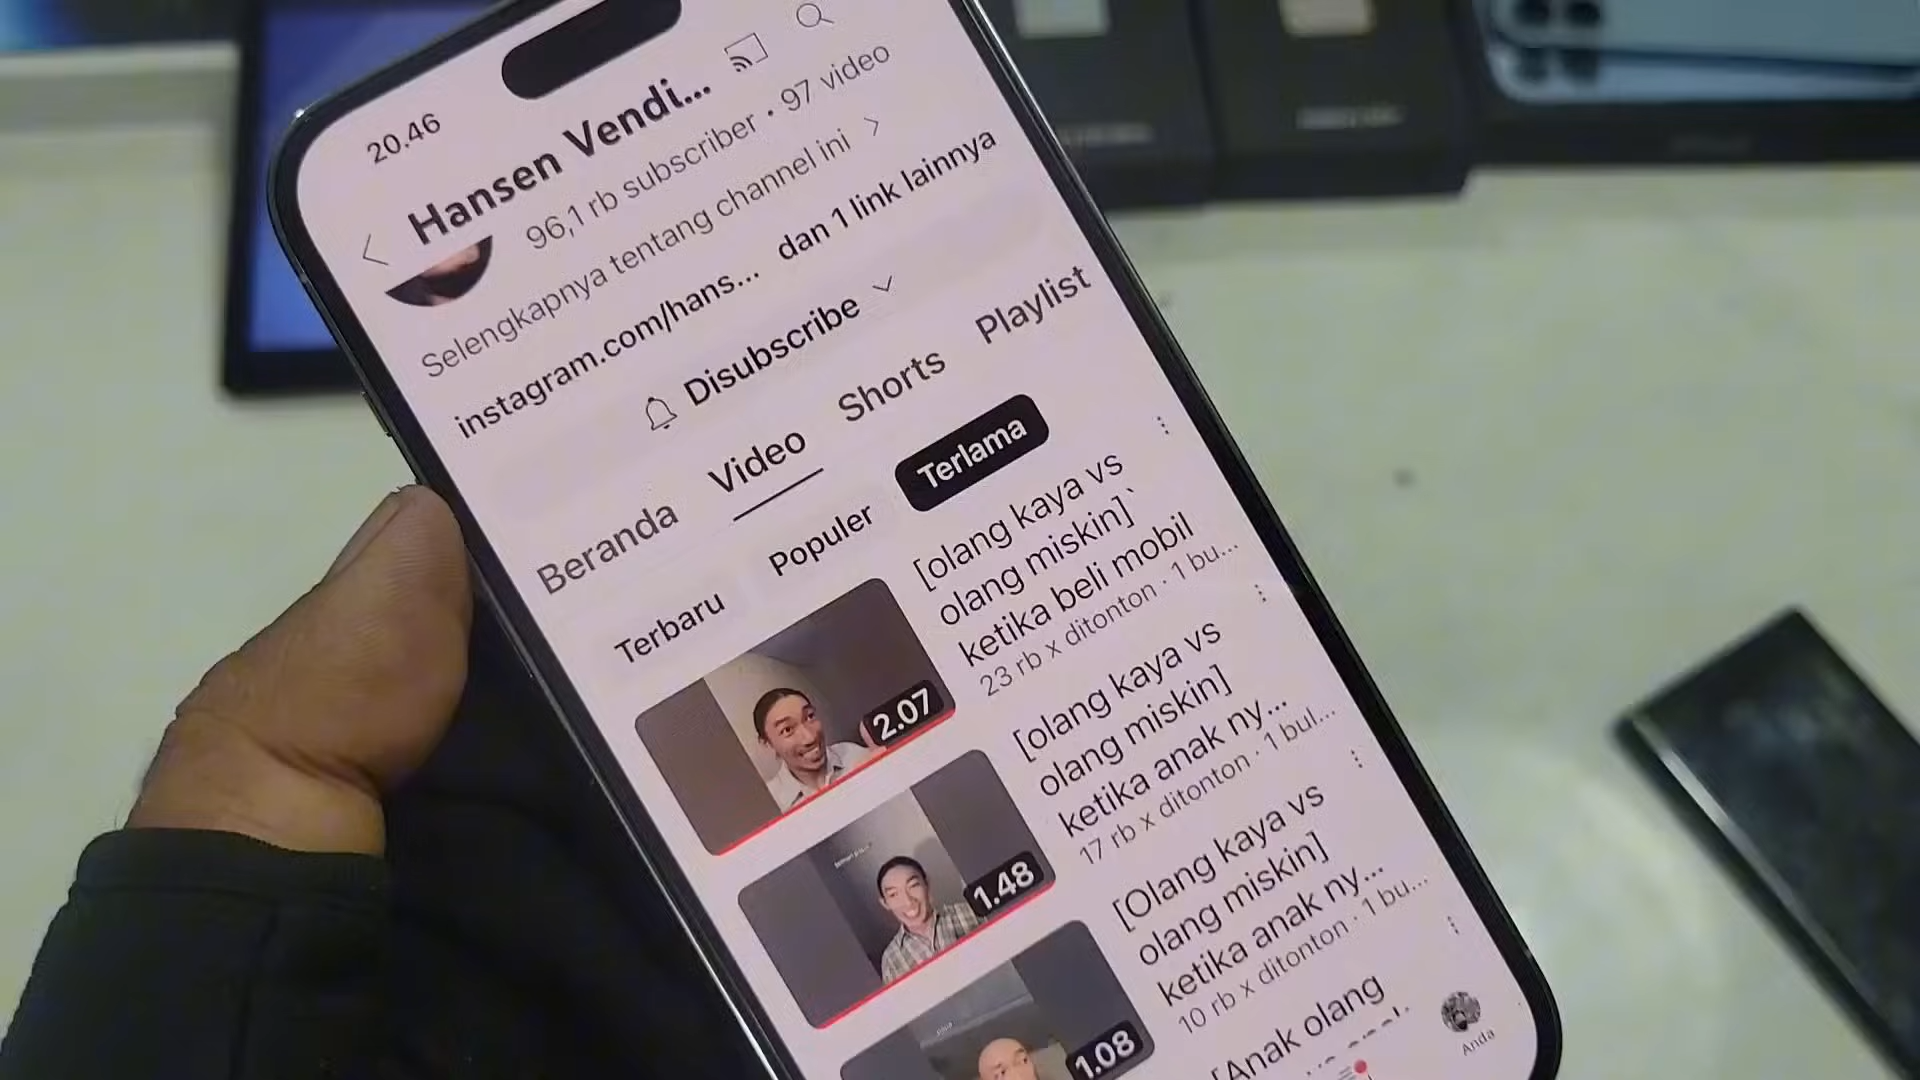 20.46
Hansen Vendi...
96,1 rb subscriber • 97 video
Selengkapnya tentang channel ini >
instagram.com/hans... dan 1 link lainnya
Disubscribe
Beranda Video Shorts Playlist
Terbaru Populer Terlama
[olang kaya vs
olang miskin]`
ketika beli mobil
23 rb x ditonton · 1 bu...
2.07
[olang kaya vs
olang miskin]
ketika anak ny...
17 rb x ditonton · 1 bul...
1.48
[Olang kaya vs
olang miskin]
ketika anak ny...
10 rb x ditonton · 1 bu...
1.08
[Anak olang
Anda